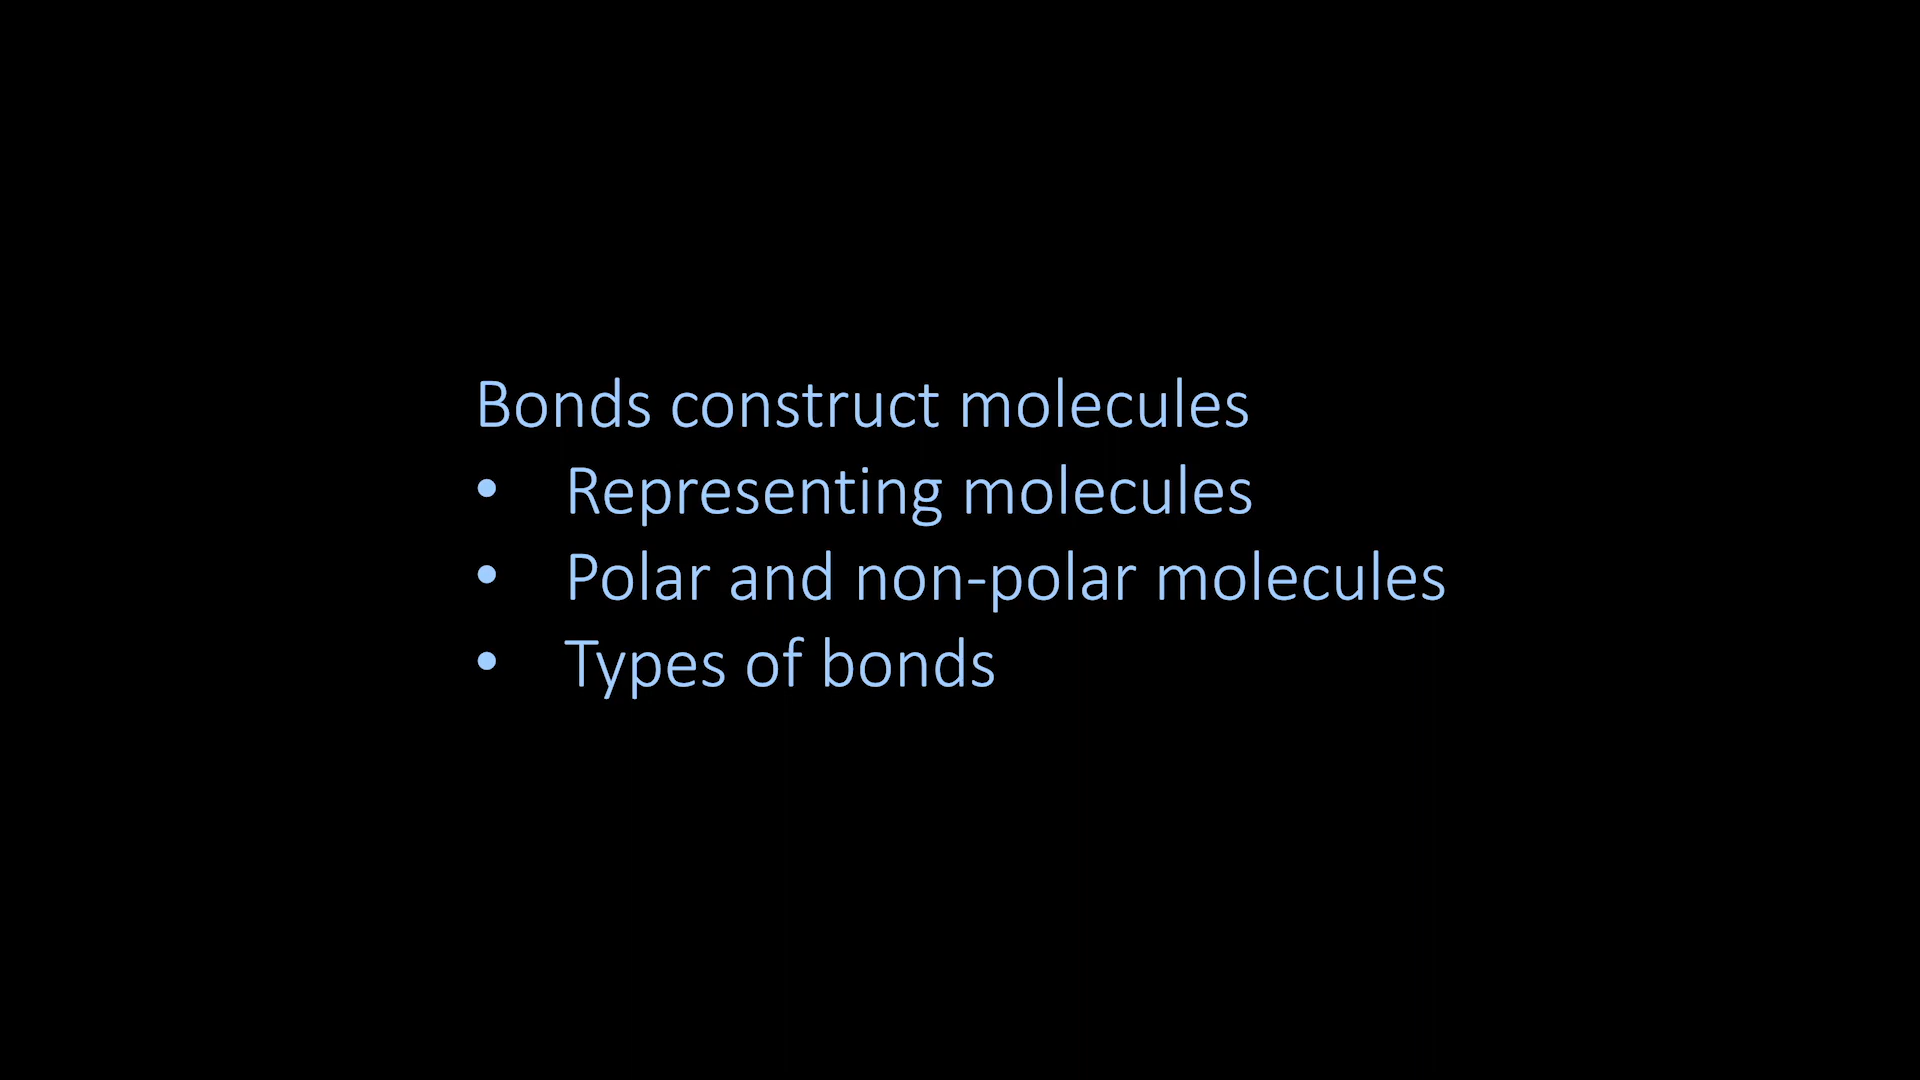 Bonds construct molecules
• Representing molecules
• Polar and non-polar molecules
• Types of bonds